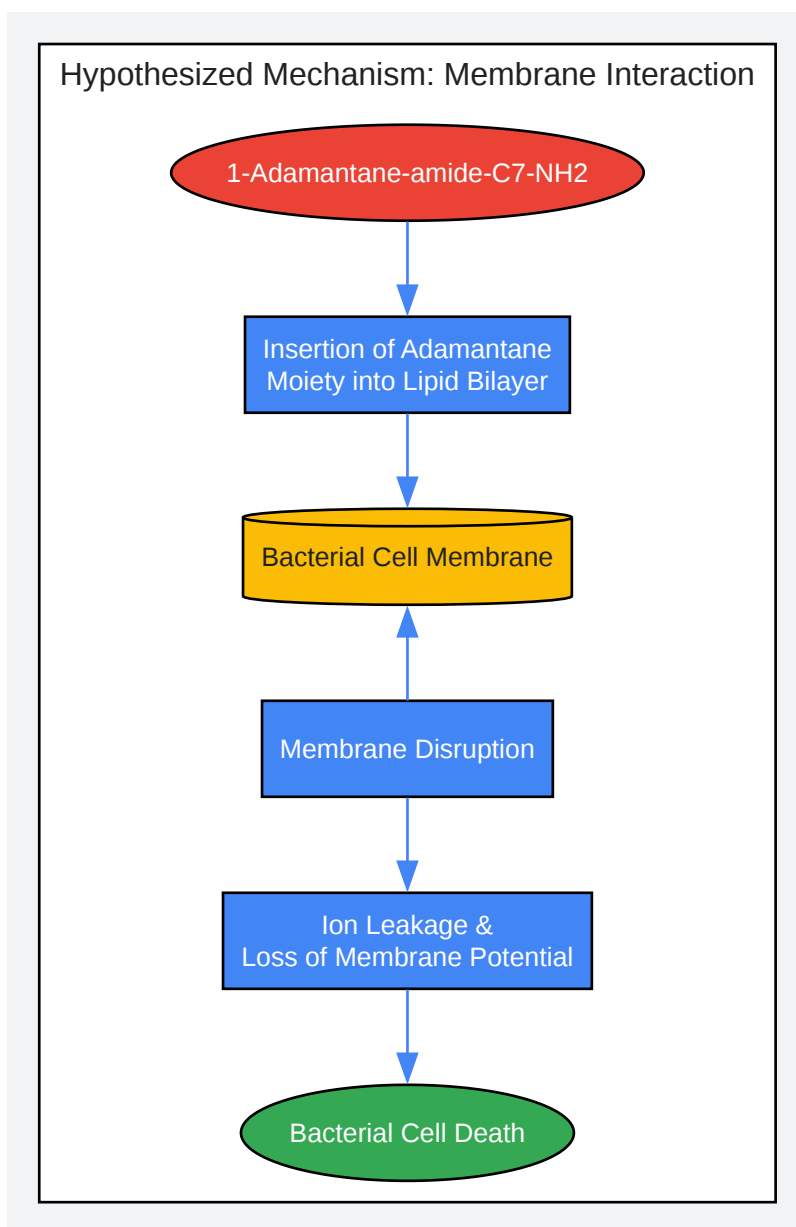 Hypothesized Mechanism: Membrane Interaction
1-Adamantane-amide-C7-NH2
Insertion of Adamantane
Moiety into Lipid Bilayer
Bacterial Cell Membrane
Membrane Disruption
Ion Leakage &
Loss of Membrane Potential
Bacterial Cell Death